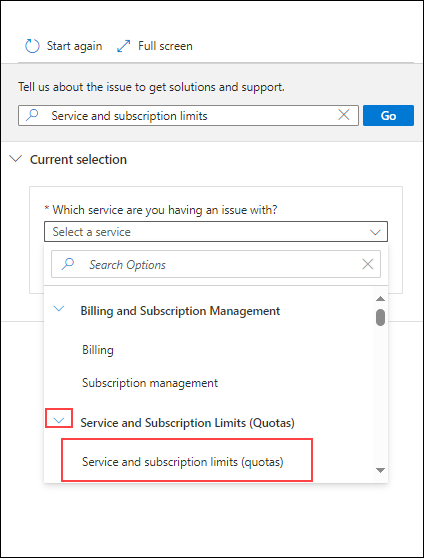 Start again
Full screen
Tell us about the issue to get solutions and support.
Service and subscription limits
Go
Current selection
* Which service are you having an issue with?
Select a service
Search Options
Billing and Subscription Management
Billing
Subscription management
Service and Subscription Limits (Quotas)
Service and subscription limits (quotas)